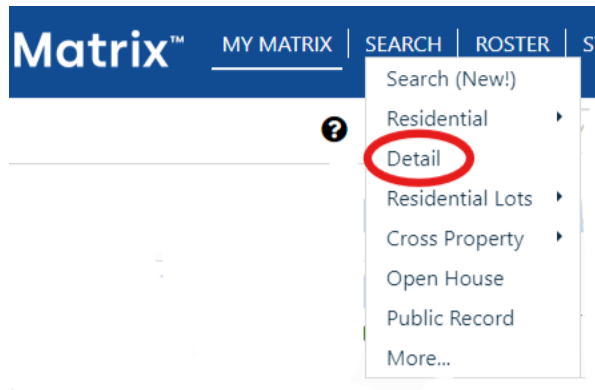 Matrix™ MY MATRIX SEARCH ROSTER S
Search (New!)
Residential
Detail
Residential Lots
Cross Property
Open House
Public Record
More...